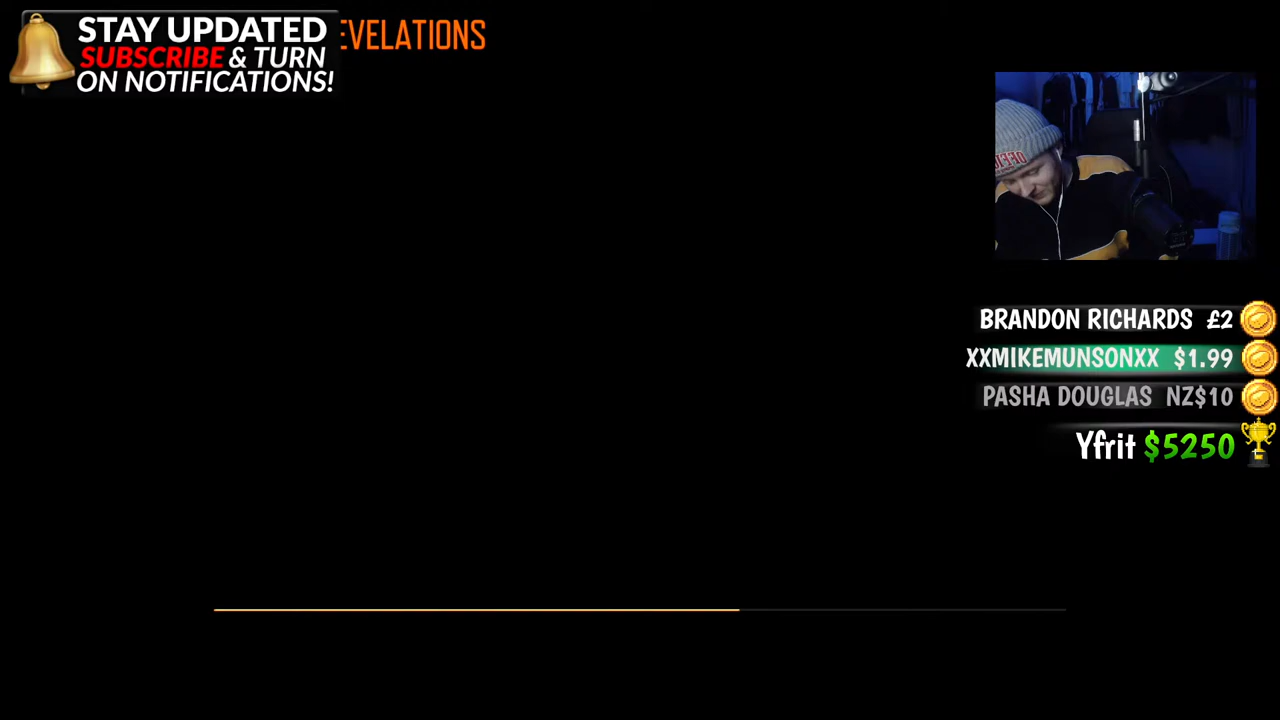 STAY UPDATED
SUBSCRIBE & TURN
ON NOTIFICATIONS!
EVELATIONS
OFFIC
BRANDON RICHARDS £2
XXMIKEMUNSONXX $1.99
PASHA DOUGLAS NZ$10
Yfrit $5250